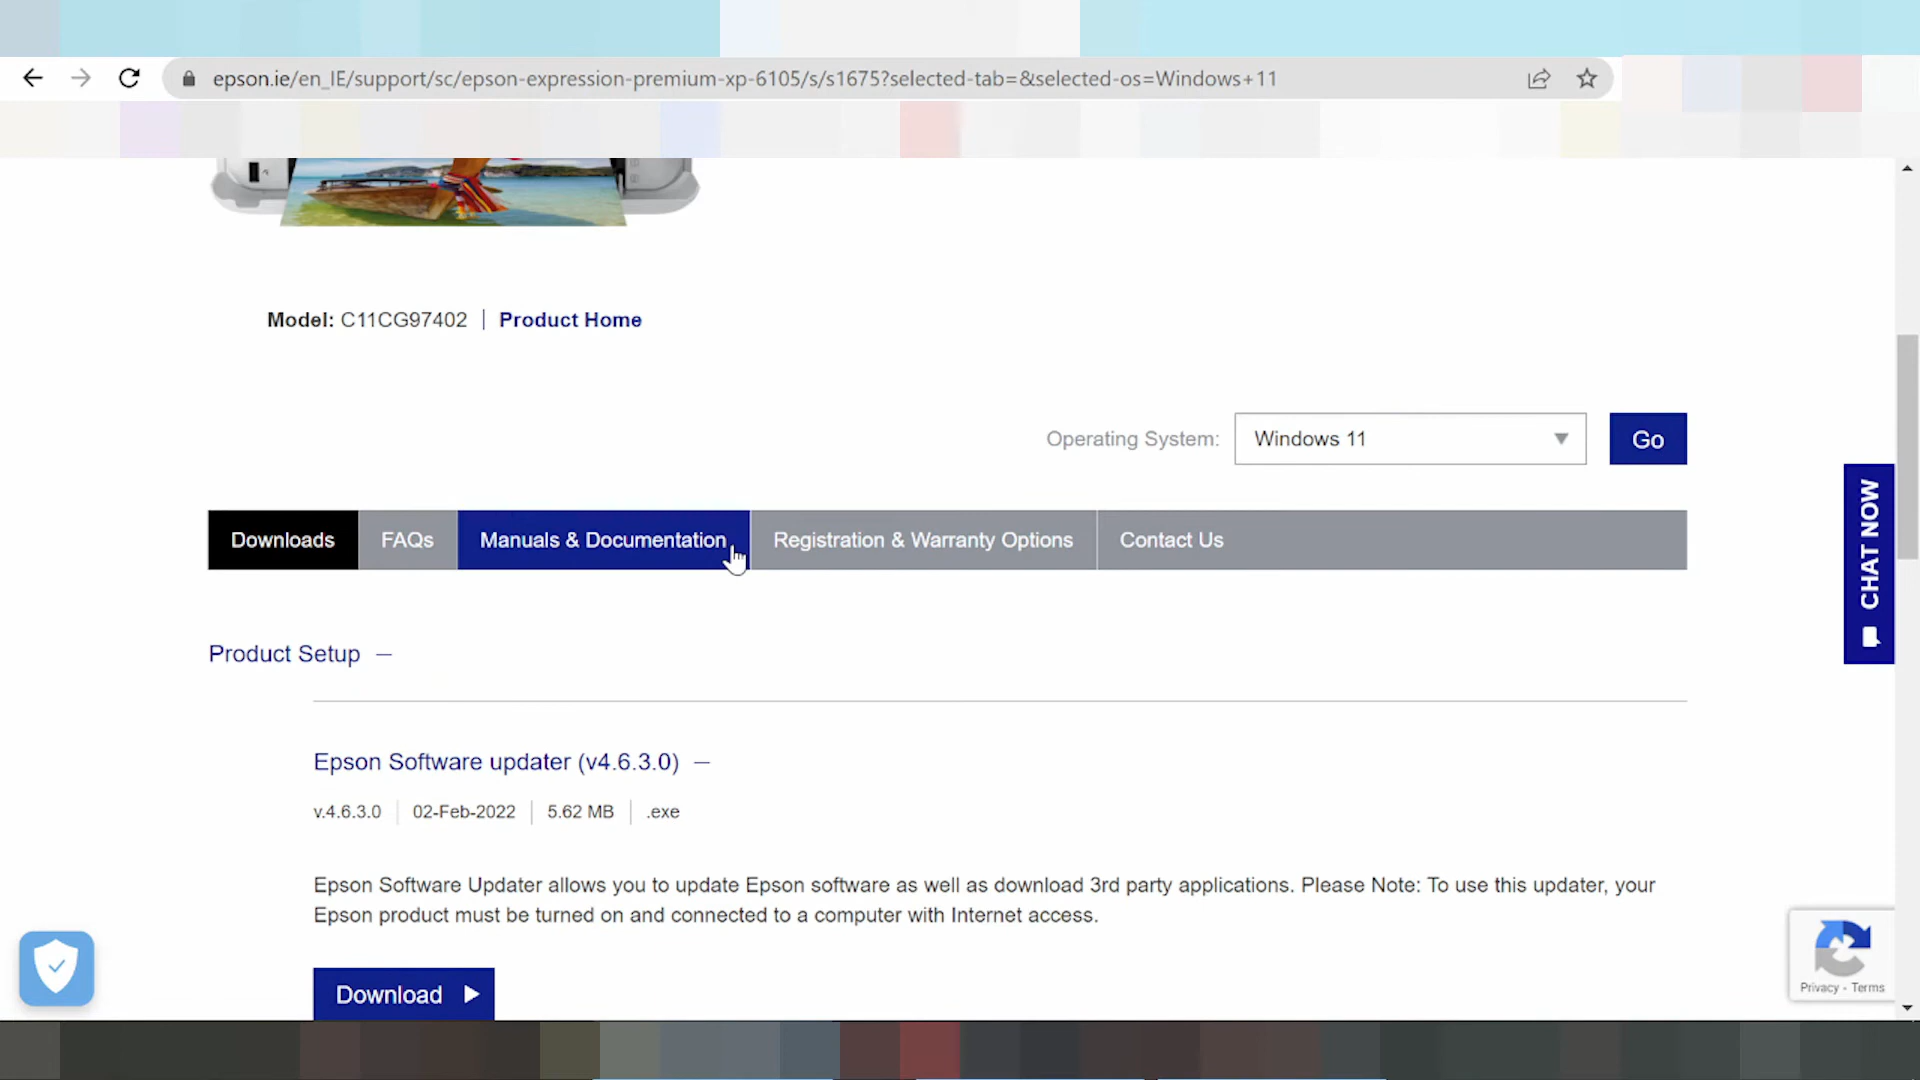 epson.ie/en_IE/support/sc/epson-expression-premium-xp-6105/s/s1675?selected-tab=&selected-os=Windows+11
Model: C11CG97402 | Product Home
Operating System: Windows 11 Go
Downloads FAQs Manuals & Documentation Registration & Warranty Options Contact Us
CHAT NOW
Product Setup —
Epson Software updater (v4.6.3.0) —
v.4.6.3.0 | 02-Feb-2022 | 5.62 MB | .exe
Epson Software Updater allows you to update Epson software as well as download 3rd party applications. Please Note: To use this updater, your
Epson product must be turned on and connected to a computer with Internet access.
Download
Privacy - Terms